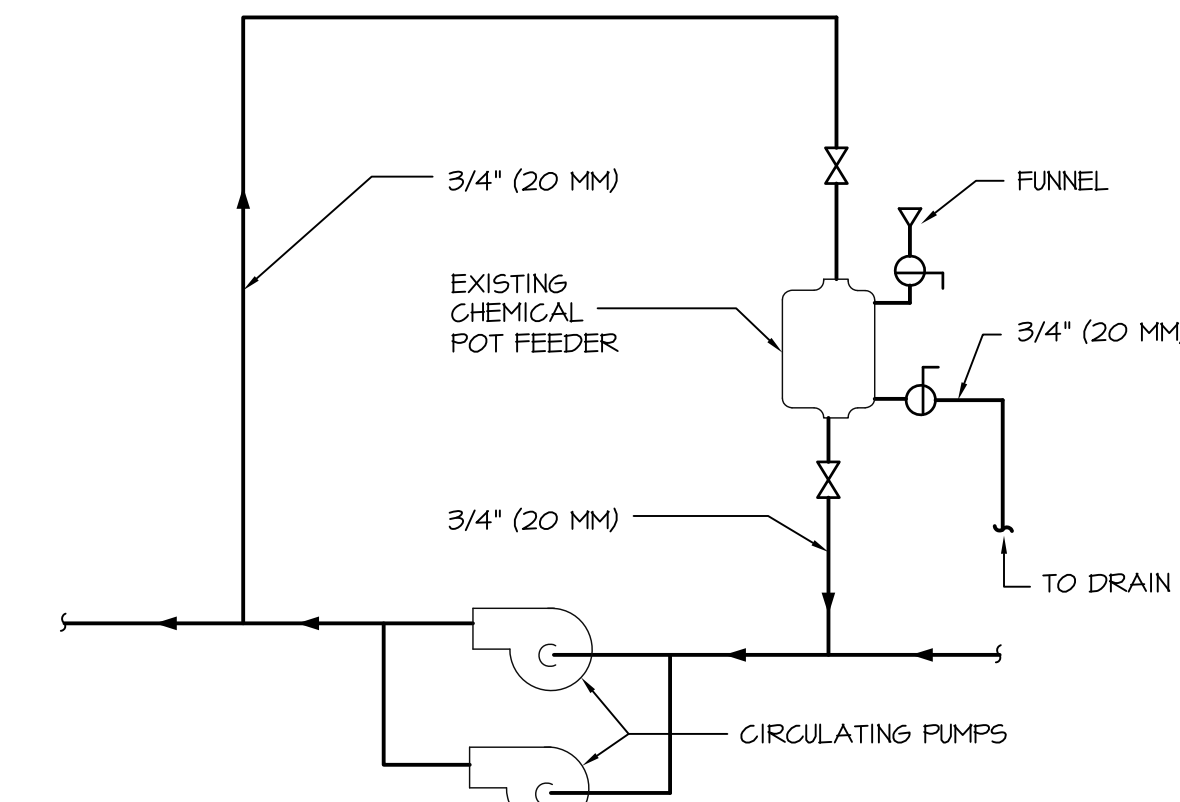 3/4" (20 MM)
FUNNEL
EXISTING
CHEMICAL
POT FEEDER
3/4" (20 MM)
3/4" (20 MM)
TO DRAIN
CIRCULATING PUMPS